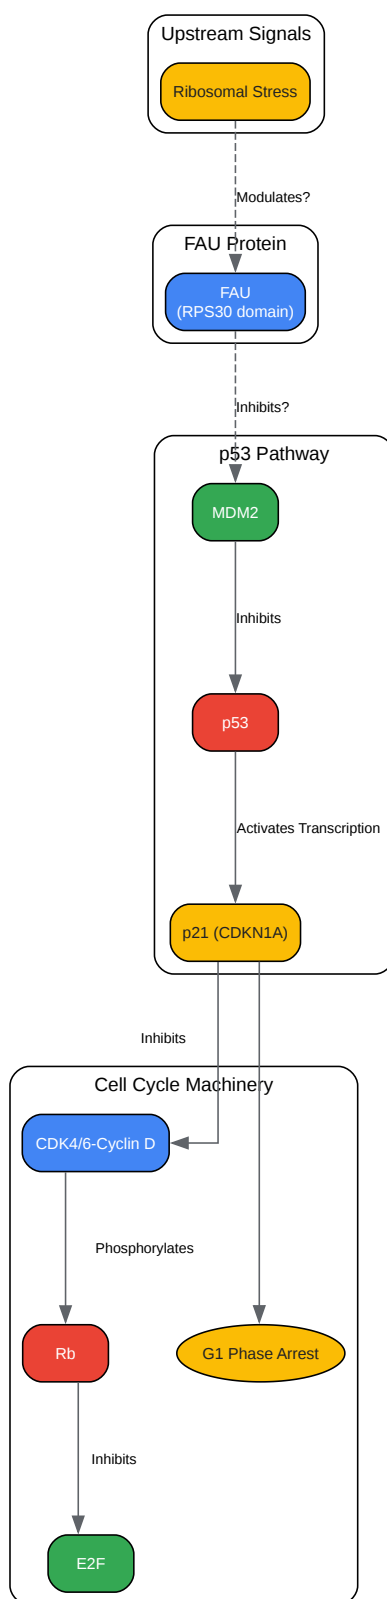 Upstream Signals
Ribosomal Stress
Modulates?
FAU Protein
FAU
(RPS30 domain)
Inhibits?
p53 Pathway
MDM2
Inhibits
p53
Activates Transcription
p21 (CDKN1A)
Inhibits
Cell Cycle Machinery
CDK4/6-Cyclin D
Phosphorylates
Rb
G1 Phase Arrest
Inhibits
E2F